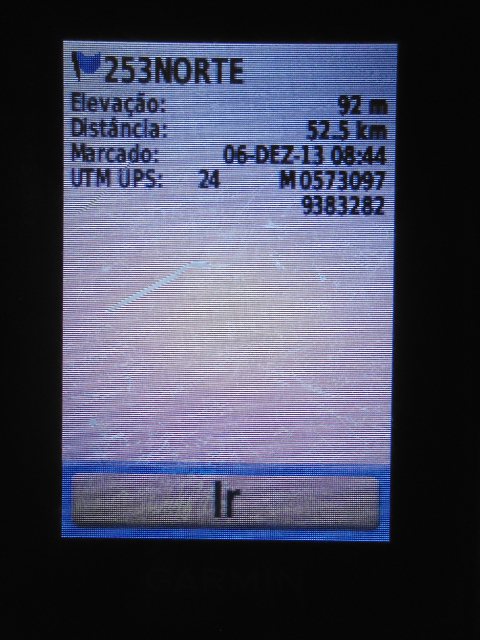 253NORTE
Elevação: 92 m
Distância: 52.5 km
Marcado: 06-DEZ-13 08:44
UTM UPS: 24 M 0573097
9383282
Ir
GARMIN